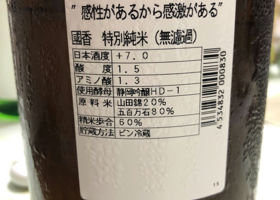 "感性があるから感激がある"
國香 特別純米(無濾過)
日本酒度 +7.0
酸度 1.5
アミノ酸 1.3
使用酵母 静岡吟醸HD-1
原料米 山田錦20%
五百万石80%
精米歩合 60%
貯蔵方法 ビン冷蔵
4534832000830